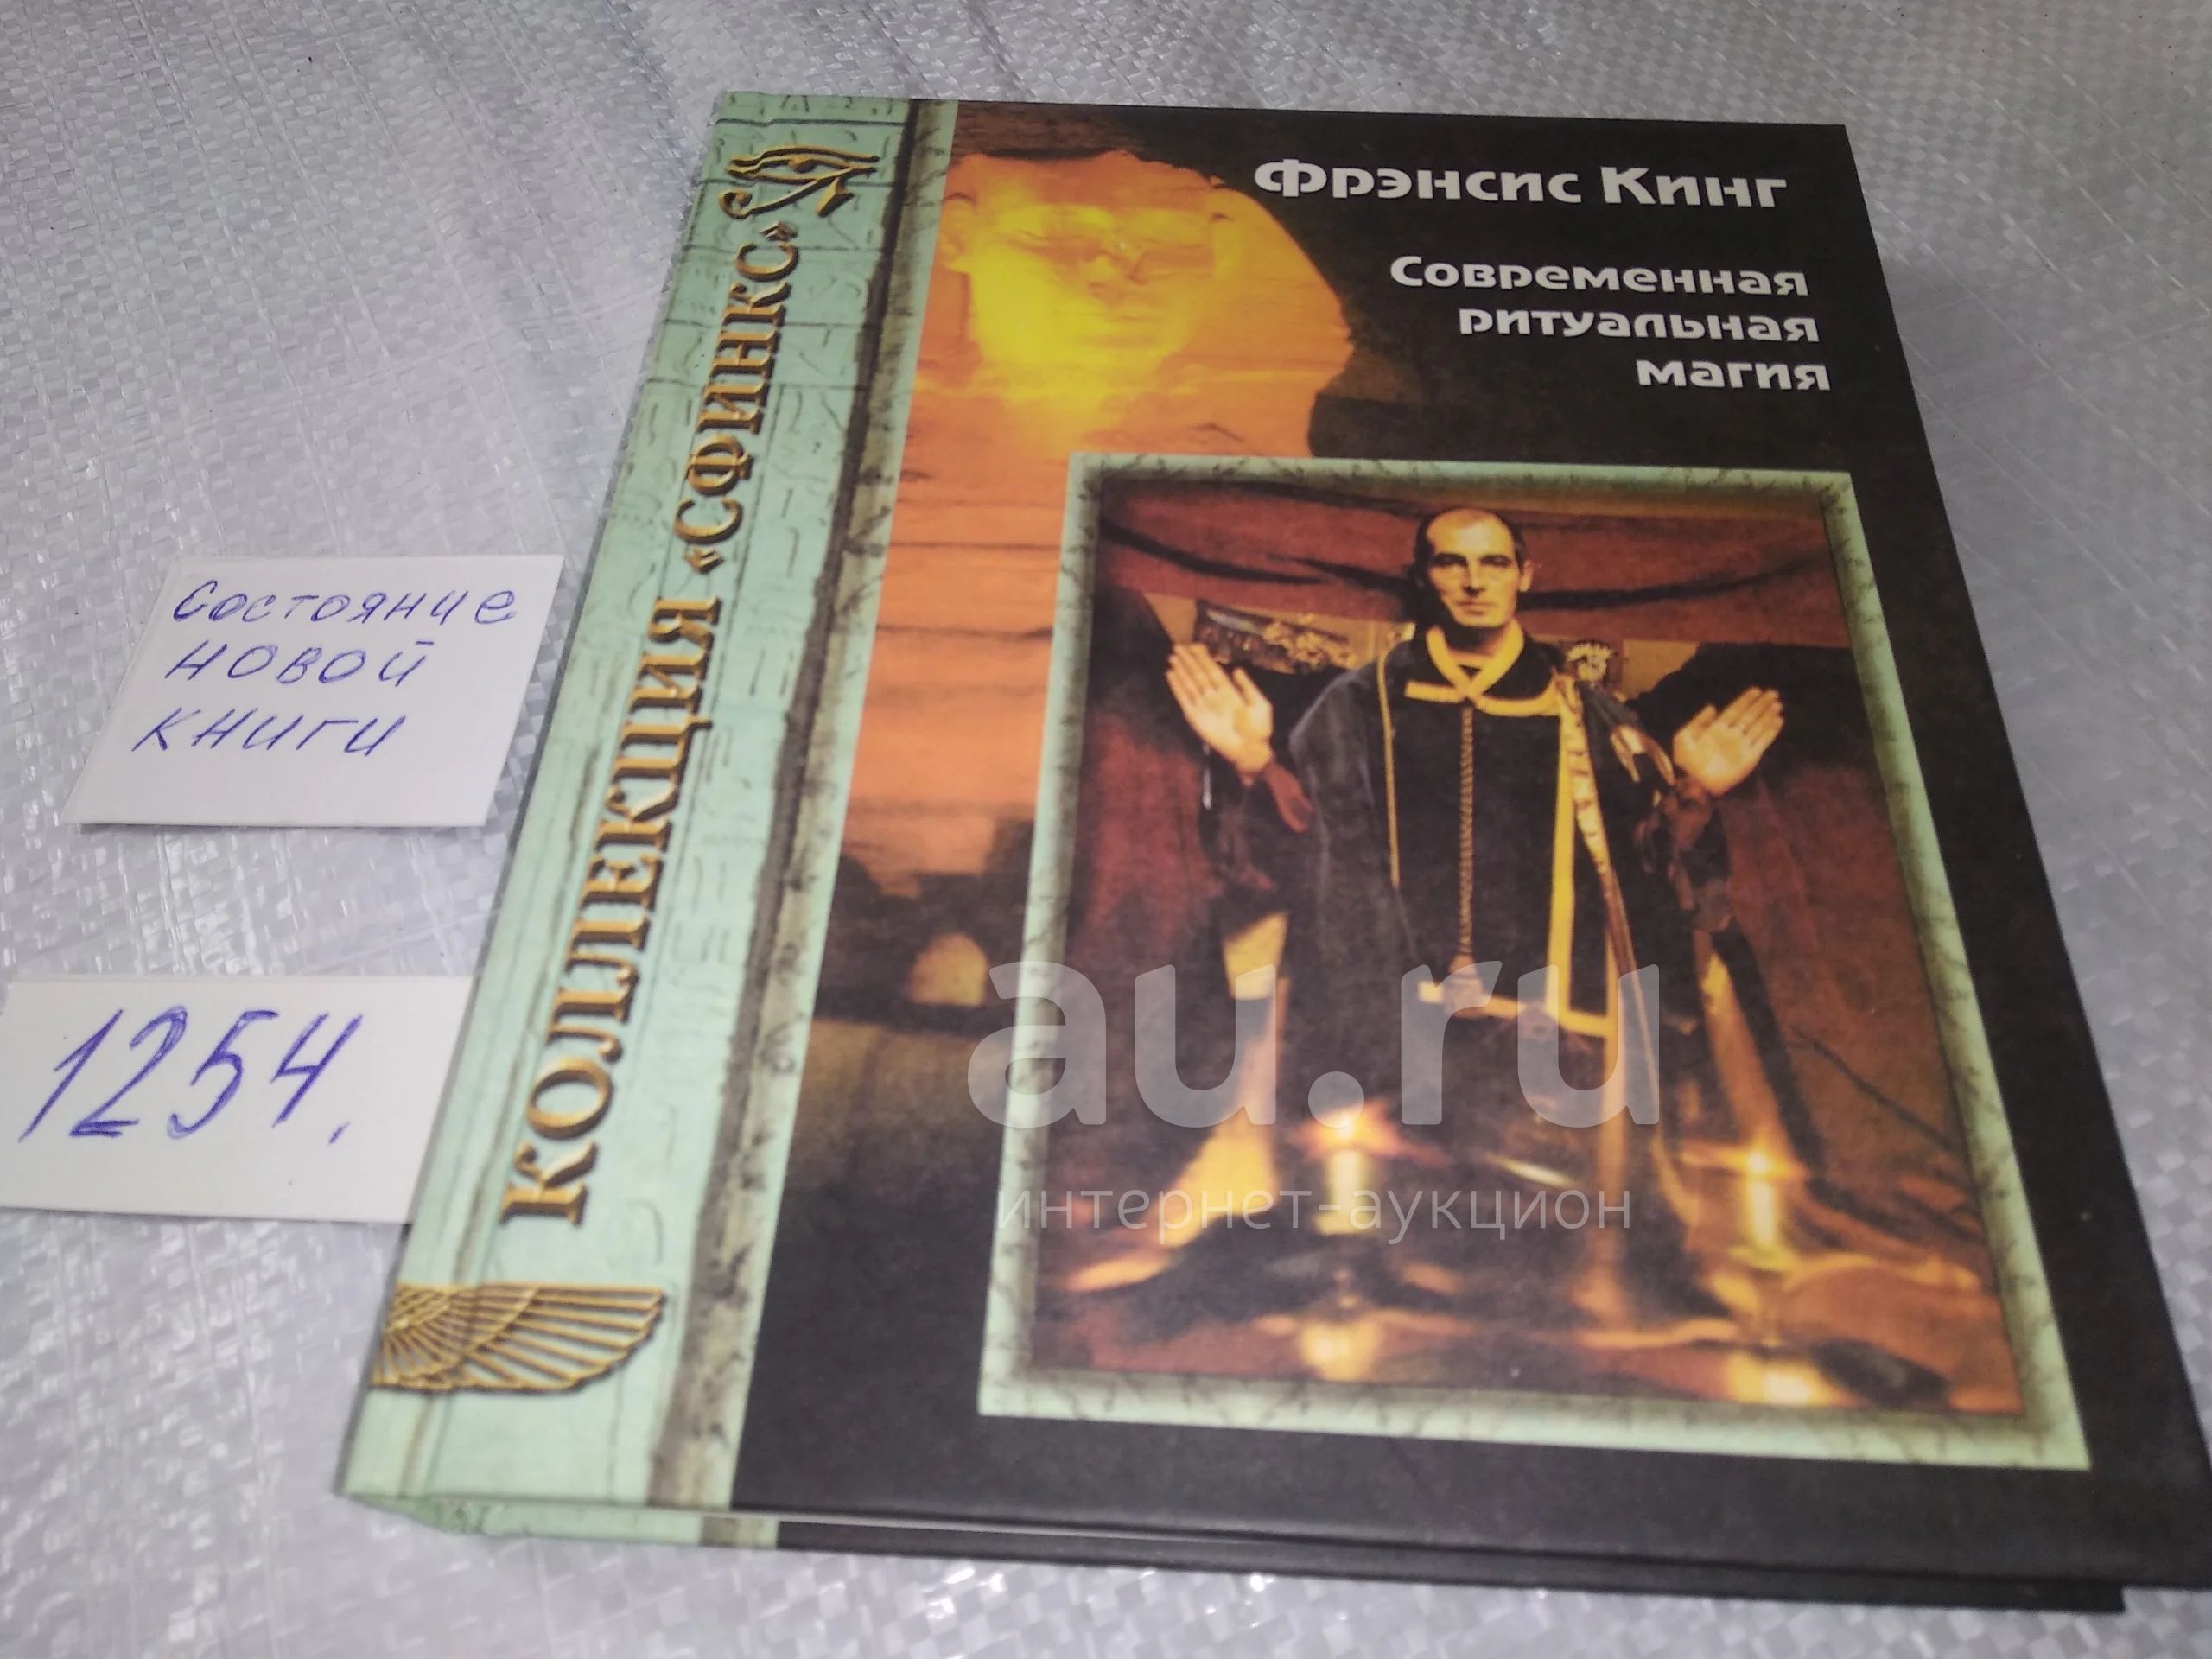 Фрэнсис Кинг
Современная
ритуальная
магия
КОЛЛЕКЦИЯ «СФИНКС»
Состояние
новой
книги
1254.
au.ru
интернет-аукцион